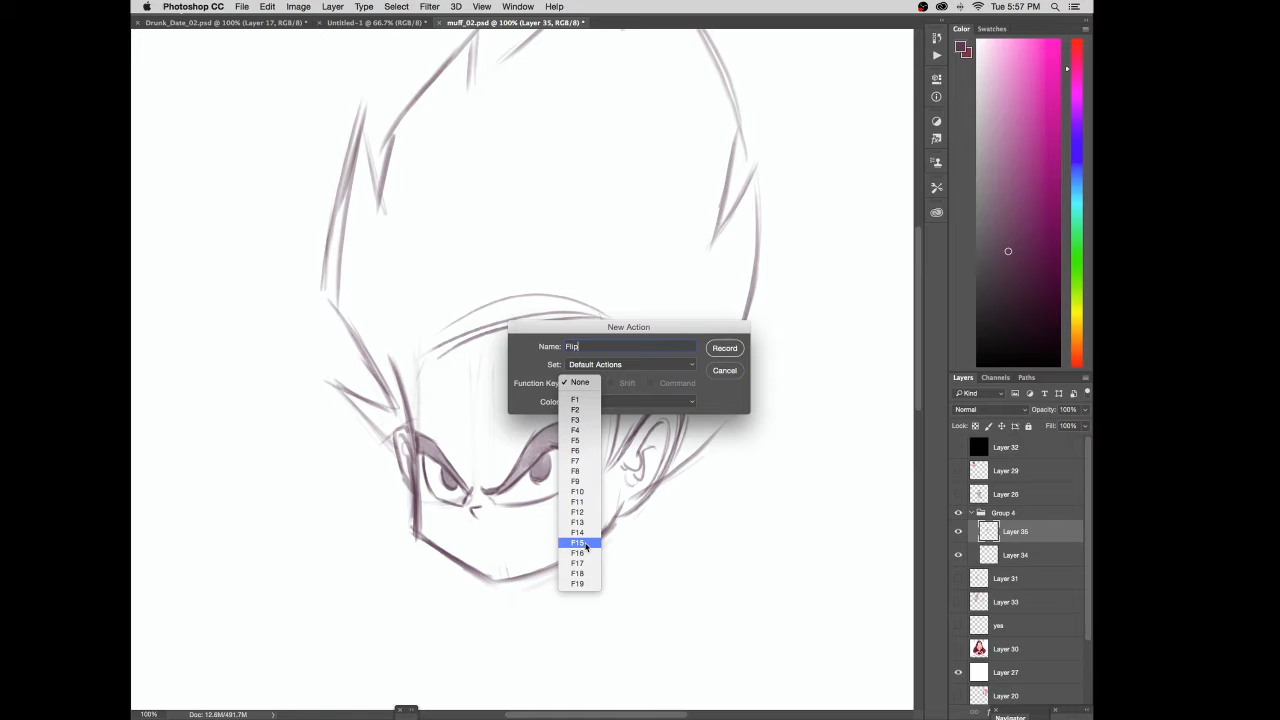 Photoshop CC File Edit Image Layer Type Select Filter 3D View Window Help Tue 5:57 PM
× Drunk_Date_02.psd @ 100% (Layer 17, RGB/8) * × Untitled-1 @ 66.7% (RGB/8) * × muff_02.psd @ 100% (Layer 35, RGB/8) *
Color Swatches
New Action
Name: Flip
Record
Set: Default Actions
Cancel
Function Key
✓ None
Shift
Command
Color
F1
F2
F3
F4
F5
F6
F7
F8
F9
F10
F11
F12
F13
F14
F15
F16
F17
F18
F19
Layers Channels Paths
Kind
Normal Opacity: 100%
Lock: Fill: 100%
Layer 32
Layer 29
Layer 26
Group 4
Layer 35
Layer 34
Layer 31
Layer 33
yes
Layer 30
Layer 27
Layer 20
100% Doc: 12.6M/491.7M
Navigator